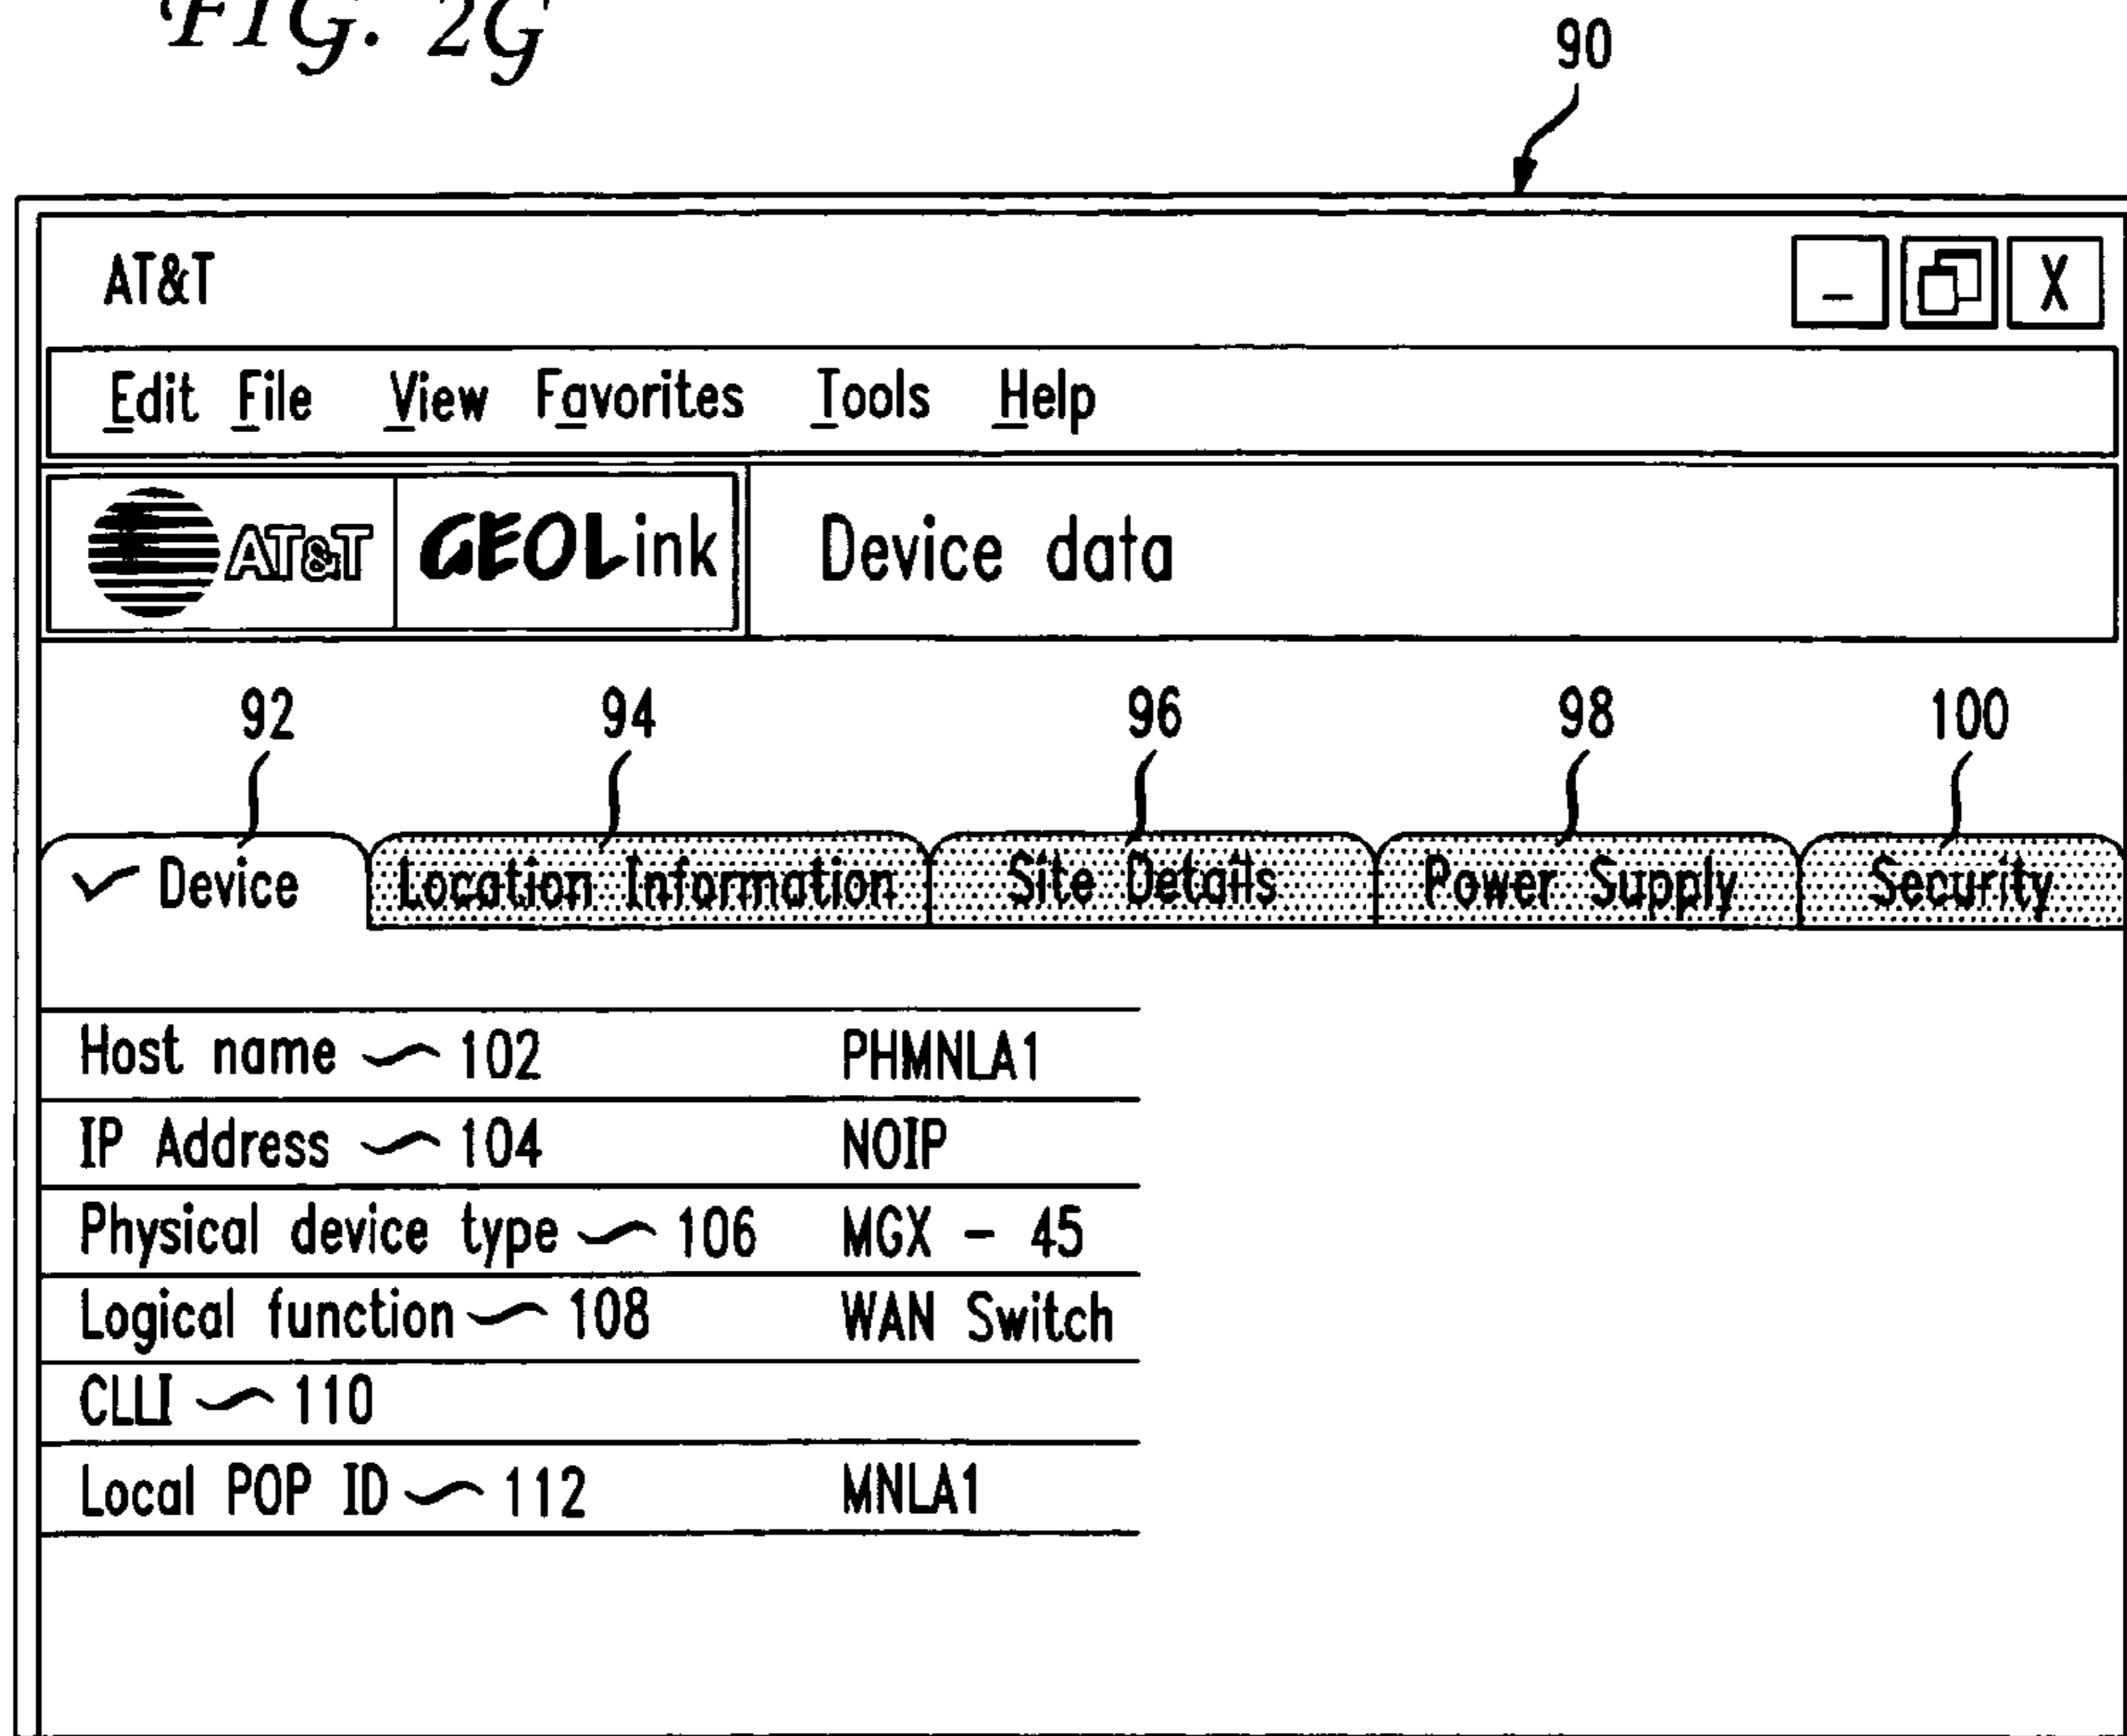 FIG. 2G
90
AT&T
_ X
Edit File View Favorites Tools Help
AT&T GEOLink Device data
92 94 96 98 100
✓ Device Location Information Site Details Power Supply Security
Host name 102 PHMNLA1
IP Address 104 NOIP
Physical device type 106 MGX - 45
Logical function 108 WAN Switch
CLLI 110
Local POP ID 112 MNLA1